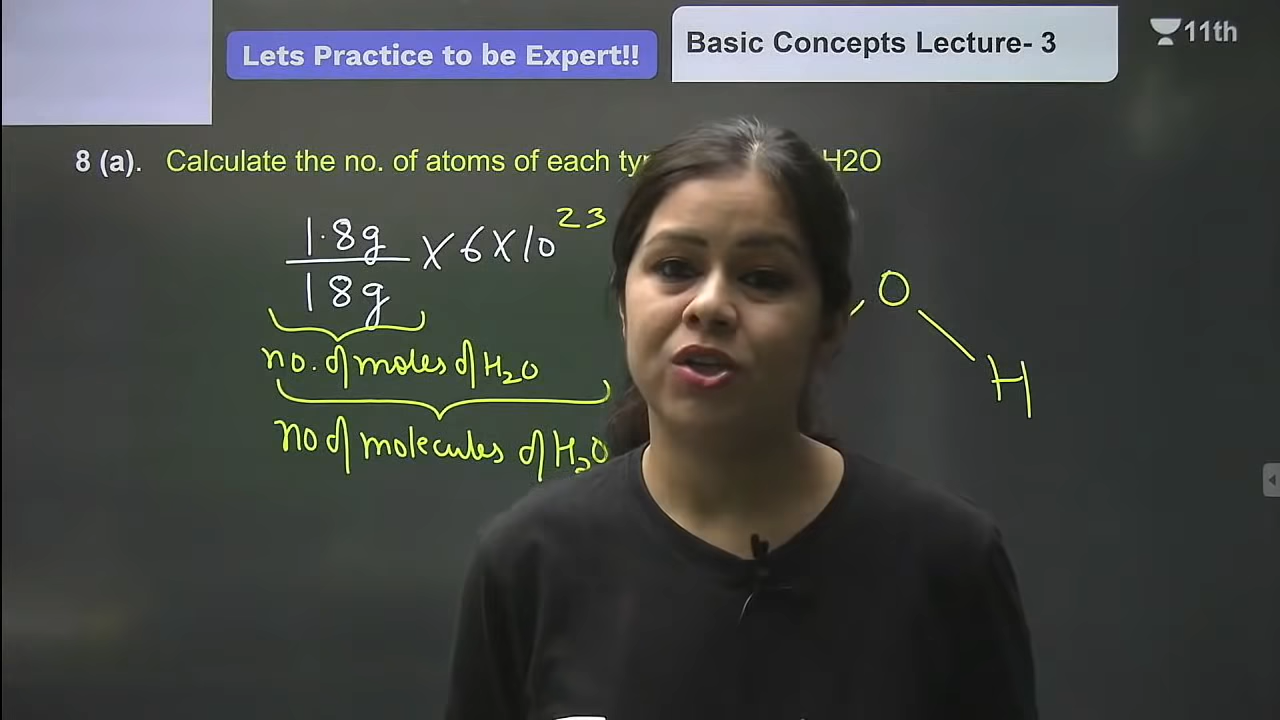 Lets Practice to be Expert!!
Basic Concepts Lecture- 3
11th
8 (a). Calculate the no. of atoms of each H2O
1.8g
18g
× 6×10^23
no. of moles of H₂O
no of molecules of H₂O
O
H